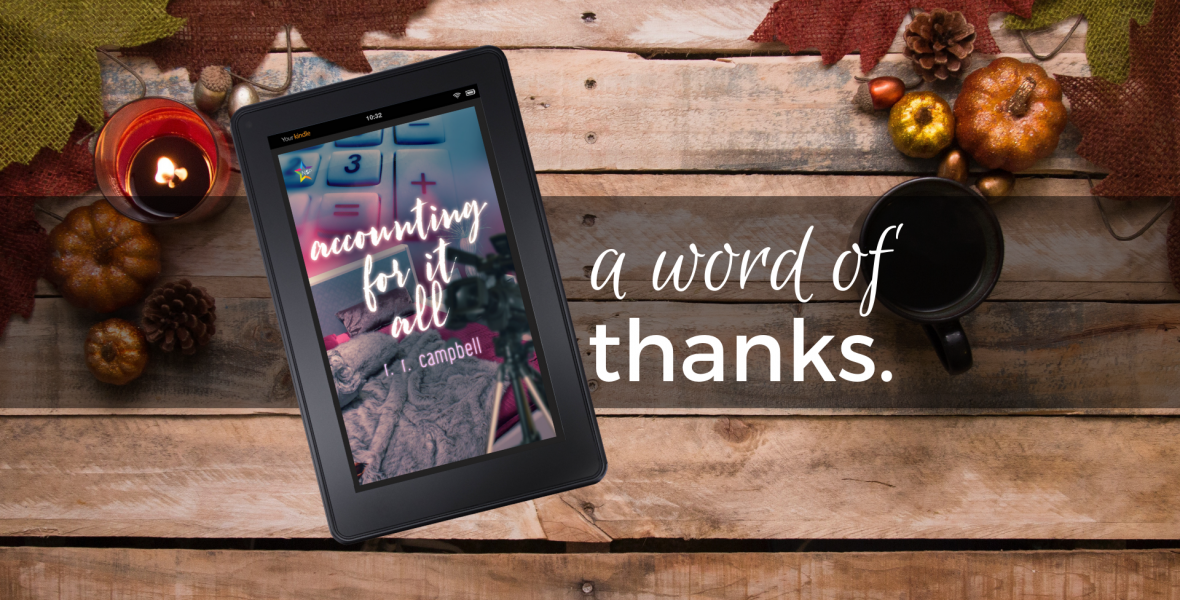 10:32
Your kindle
3
+
=
accounting
for it
all
campbell
a word of
thanks.